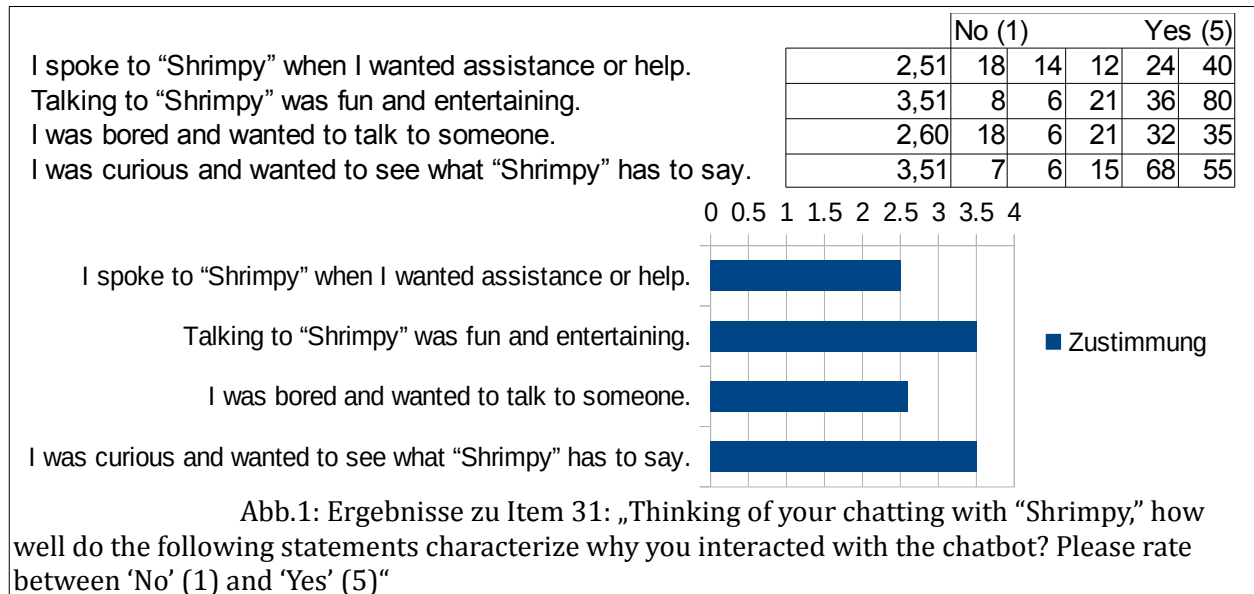 No (1) Yes (5)
I spoke to “Shrimpy” when I wanted assistance or help. 2,51 18 14 12 24 40
Talking to “Shrimpy” was fun and entertaining. 3,51 8 6 21 36 80
I was bored and wanted to talk to someone. 2,60 18 6 21 32 35
I was curious and wanted to see what “Shrimpy” has to say. 3,51 7 6 15 68 55
0 0.5 1 1.5 2 2.5 3 3.5 4
I spoke to “Shrimpy” when I wanted assistance or help.
Talking to “Shrimpy” was fun and entertaining.
Zustimmung
I was bored and wanted to talk to someone.
I was curious and wanted to see what “Shrimpy” has to say.
Abb.1: Ergebnisse zu Item 31: „Thinking of your chatting with “Shrimpy,” how
well do the following statements characterize why you interacted with the chatbot? Please rate
between ‘No’ (1) and ‘Yes’ (5)“